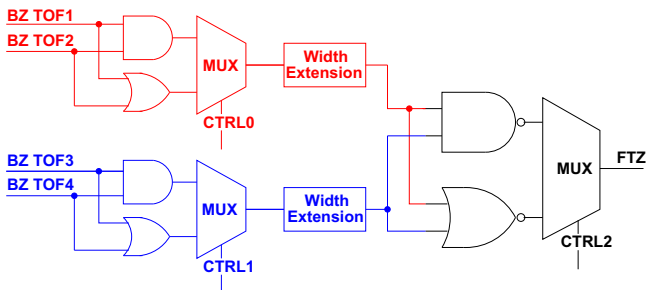 BZ TOF1
BZ TOF2
MUX
Width
Extension
CTRL0
BZ TOF3
BZ TOF4
MUX
Width
Extension
CTRL1
MUX
FTZ
CTRL2